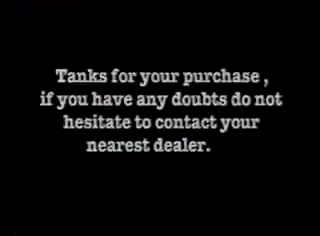 Tanks for your purchase ,
if you have any doubts do not
hesitate to contact your
nearest dealer.